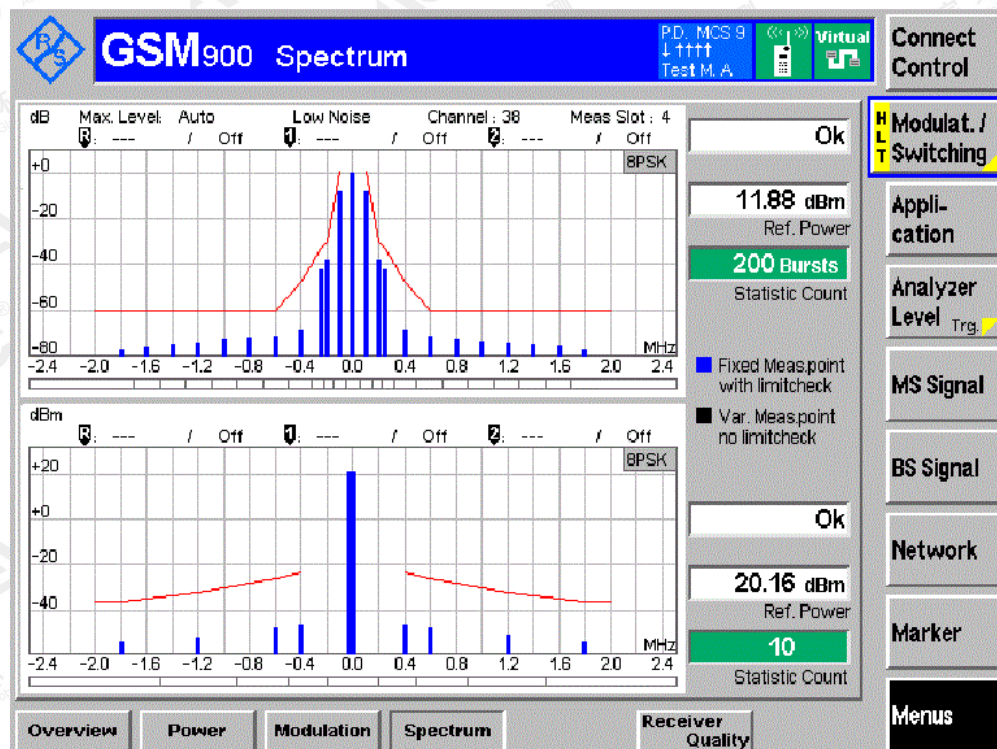 R&S
GSM900 Spectrum
P.D. MCS 9
↓ ↑↑↑↑
Test M. A
Virtual
Connect Control
dB Max. Level: Auto Low Noise Channel : 38 Meas Slot : 4
R: --- / Off 1: --- / Off 2: --- / Off
8PSK
+0
-20
-40
-60
-80
MHz
-2.4 -2.0 -1.6 -1.2 -0.8 -0.4 0.0 0.4 0.8 1.2 1.6 2.0 2.4
Ok
11.88 dBm
Ref. Power
200 Bursts
Statistic Count
Fixed Meas.point
with limitcheck
Var. Meas.point
no limitcheck
dBm
R: --- / Off 1: --- / Off 2: --- / Off
8PSK
+20
+0
-20
-40
MHz
-2.4 -2.0 -1.6 -1.2 -0.8 -0.4 0.0 0.4 0.8 1.2 1.6 2.0 2.4
Ok
20.16 dBm
Ref. Power
10
Statistic Count
HLT
Modulat. /
Switching
Appli-
cation
Analyzer
Level Trg.
MS Signal
BS Signal
Network
Marker
Menus
Overview
Power
Modulation
Spectrum
Receiver
Quality